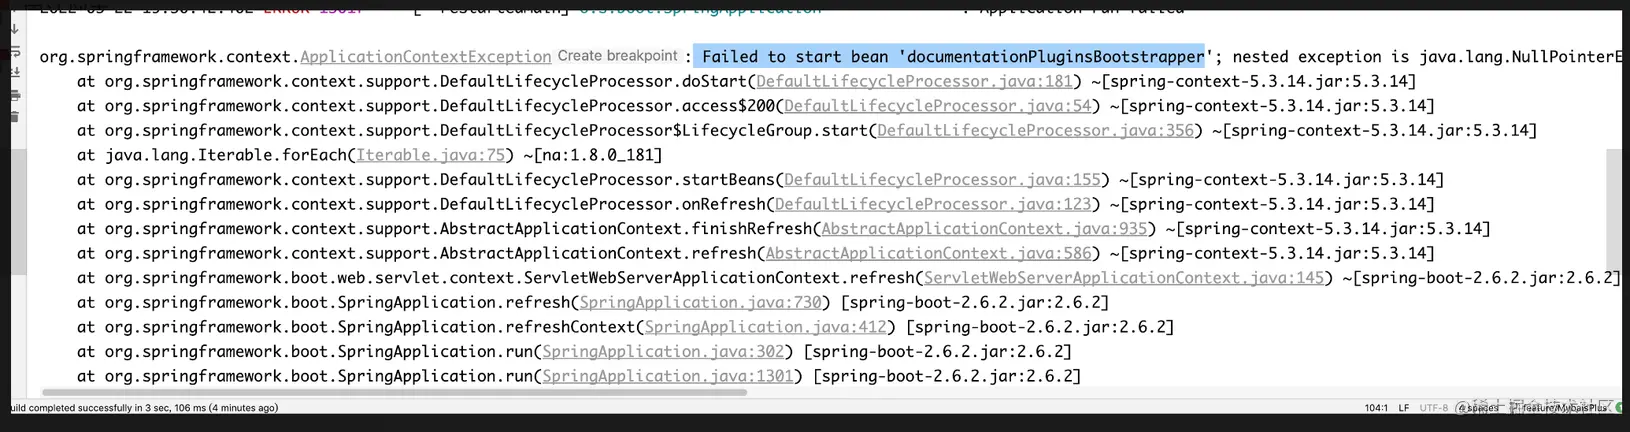 org.springframework.context.ApplicationContextException Create breakpoint : Failed to start bean 'documentationPluginsBootstrapper'; nested exception is java.lang.NullPointerE
at org.springframework.context.support.DefaultLifecycleProcessor.doStart(DefaultLifecycleProcessor.java:181) ~[spring-context-5.3.14.jar:5.3.14]
at org.springframework.context.support.DefaultLifecycleProcessor.access$200(DefaultLifecycleProcessor.java:54) ~[spring-context-5.3.14.jar:5.3.14]
at org.springframework.context.support.DefaultLifecycleProcessor$LifecycleGroup.start(DefaultLifecycleProcessor.java:356) ~[spring-context-5.3.14.jar:5.3.14]
at java.lang.Iterable.forEach(Iterable.java:75) ~[na:1.8.0_181]
at org.springframework.context.support.DefaultLifecycleProcessor.startBeans(DefaultLifecycleProcessor.java:155) ~[spring-context-5.3.14.jar:5.3.14]
at org.springframework.context.support.DefaultLifecycleProcessor.onRefresh(DefaultLifecycleProcessor.java:123) ~[spring-context-5.3.14.jar:5.3.14]
at org.springframework.context.support.AbstractApplicationContext.finishRefresh(AbstractApplicationContext.java:935) ~[spring-context-5.3.14.jar:5.3.14]
at org.springframework.context.support.AbstractApplicationContext.refresh(AbstractApplicationContext.java:586) ~[spring-context-5.3.14.jar:5.3.14]
at org.springframework.boot.web.servlet.context.ServletWebServerApplicationContext.refresh(ServletWebServerApplicationContext.java:145) ~[spring-boot-2.6.2.jar:2.6.2]
at org.springframework.boot.SpringApplication.refresh(SpringApplication.java:730) [spring-boot-2.6.2.jar:2.6.2]
at org.springframework.boot.SpringApplication.refreshContext(SpringApplication.java:412) [spring-boot-2.6.2.jar:2.6.2]
at org.springframework.boot.SpringApplication.run(SpringApplication.java:302) [spring-boot-2.6.2.jar:2.6.2]
at org.springframework.boot.SpringApplication.run(SpringApplication.java:1301) [spring-boot-2.6.2.jar:2.6.2]
uild completed successfully in 3 sec, 106 ms (4 minutes ago) 104:1 LF UTF-8 4 spaces feature/MybaisPlus
@稀土掘金技术社区